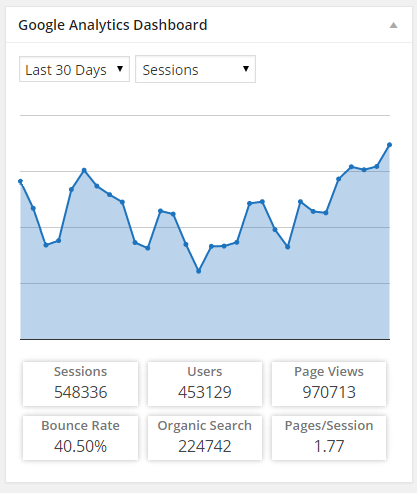 Google Analytics Dashboard
Last 30 Days Sessions
Sessions Users Page Views
548336 453129 970713
Bounce Rate Organic Search Pages/Session
40.50% 224742 1.77